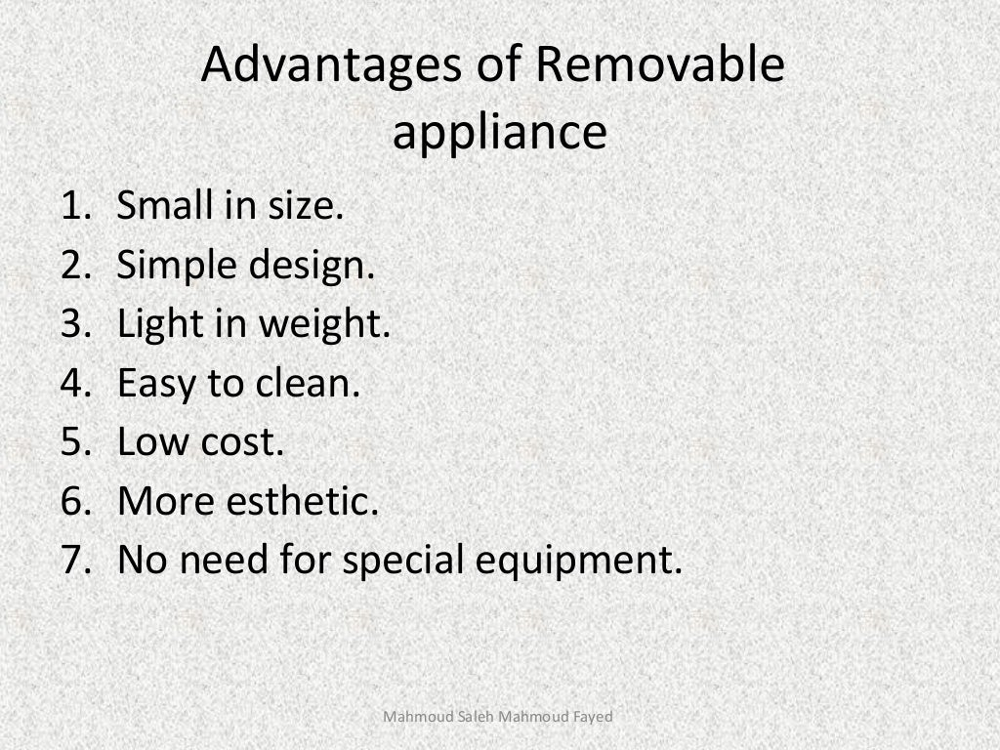 Advantages of Removable
appliance
1. Small in size.
2. Simple design.
3. Light in weight.
4. Easy to clean.
5. Low cost.
6. More esthetic.
7. No need for special equipment.
Mahmoud Saleh Mahmoud Fayed